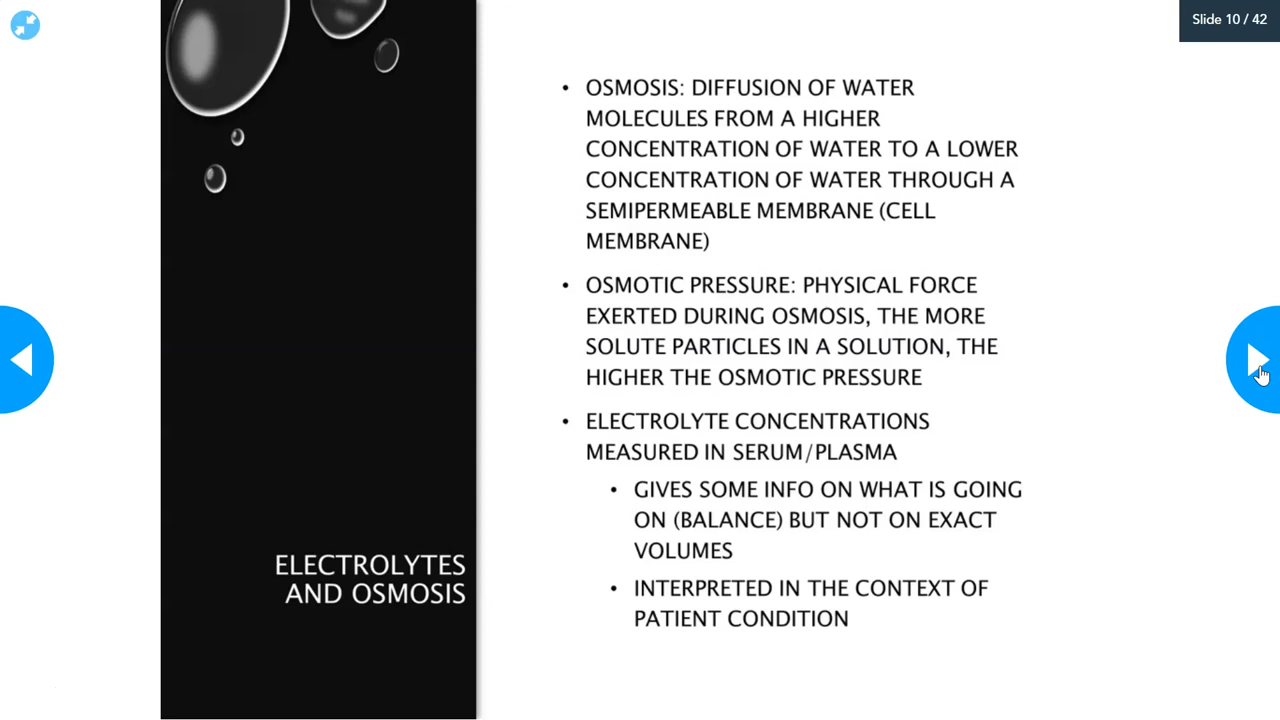 Slide 10 / 42
• OSMOSIS: DIFFUSION OF WATER
MOLECULES FROM A HIGHER
CONCENTRATION OF WATER TO A LOWER
CONCENTRATION OF WATER THROUGH A
SEMIPERMEABLE MEMBRANE (CELL
MEMBRANE)
• OSMOTIC PRESSURE: PHYSICAL FORCE
EXERTED DURING OSMOSIS, THE MORE
SOLUTE PARTICLES IN A SOLUTION, THE
HIGHER THE OSMOTIC PRESSURE
• ELECTROLYTE CONCENTRATIONS
MEASURED IN SERUM/PLASMA
• GIVES SOME INFO ON WHAT IS GOING
ON (BALANCE) BUT NOT ON EXACT
VOLUMES
• INTERPRETED IN THE CONTEXT OF
PATIENT CONDITION
ELECTROLYTES
AND OSMOSIS